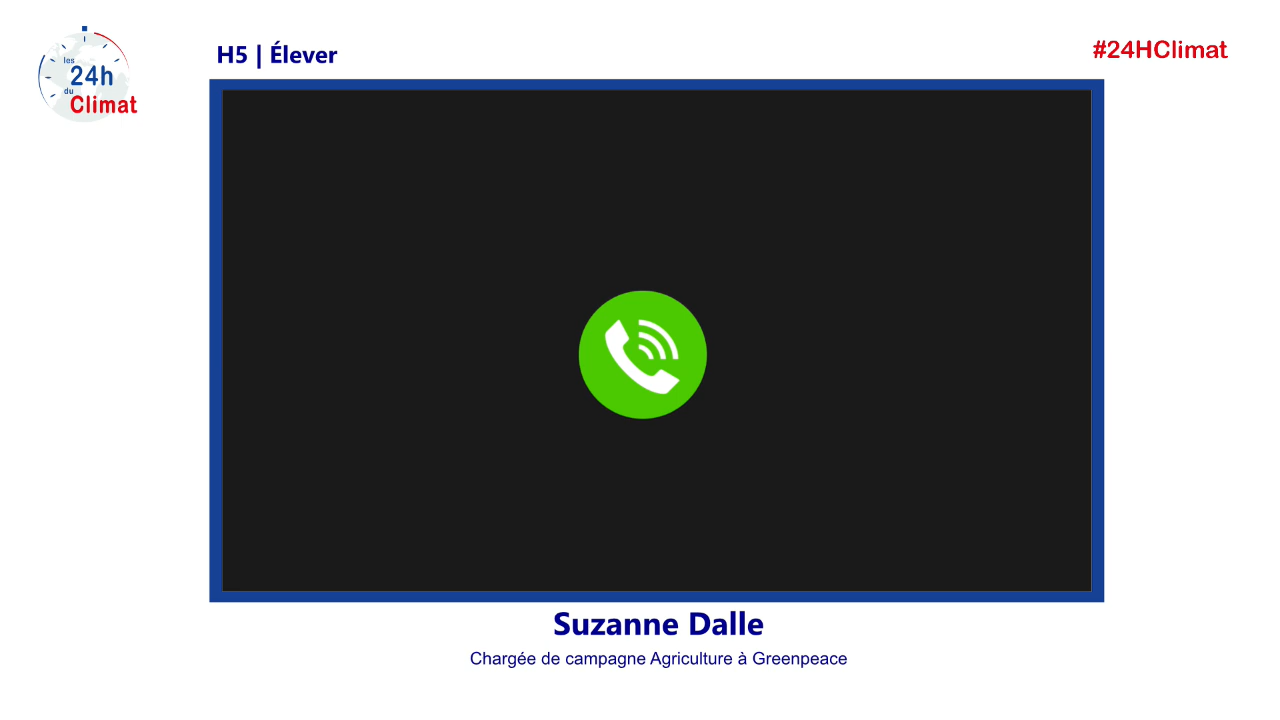 les
24h
du
Climat
H5 | Élever
#24HClimat
Suzanne Dalle
Chargée de campagne Agriculture à Greenpeace